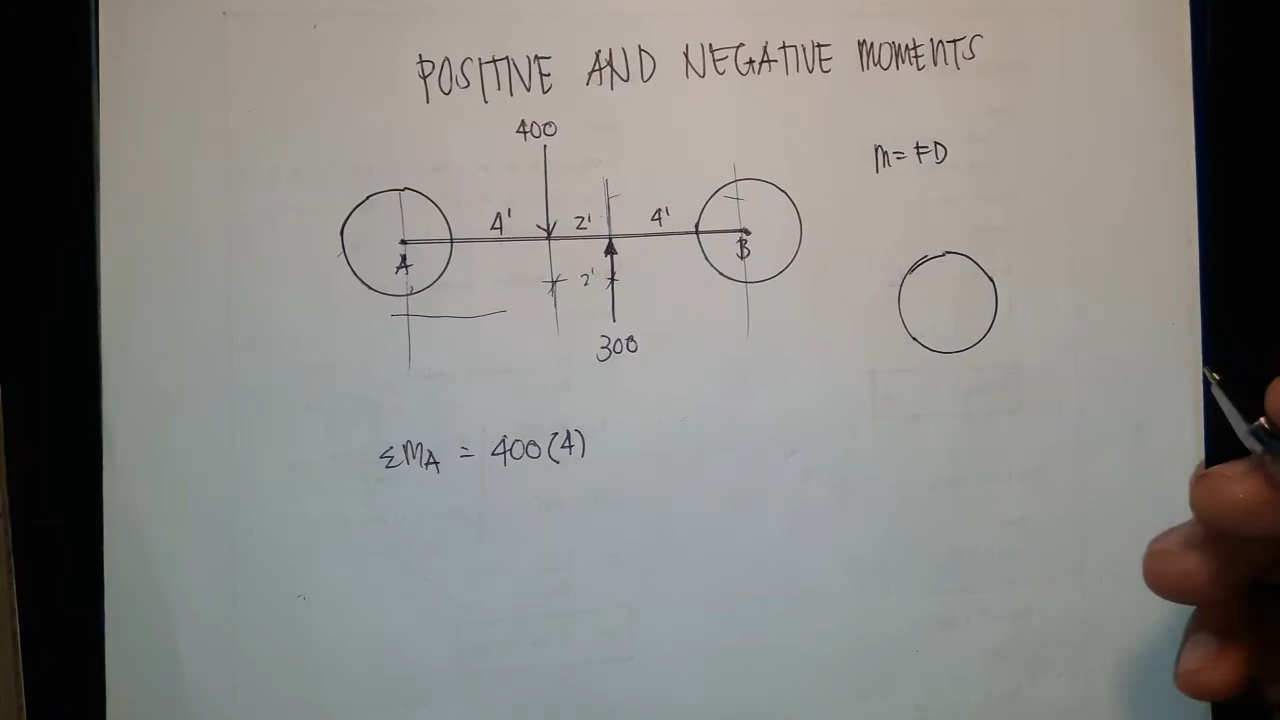 POSITIVE AND NEGATIVE MOMENTS
400
M = FD
4' 2' 4'
A B
2'
300
ΣMA = 400(4)